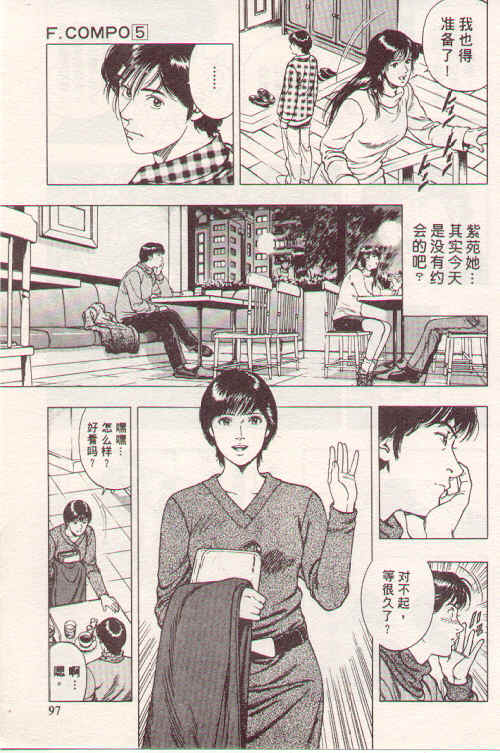 F.COMPO 5
我也得
准备了！
………
紫苑她…
其实今天
是没有约
会的吧？
对不起，
等很久了？
嘿嘿…
怎么样？
好看吗？
啊…
嗯。
97